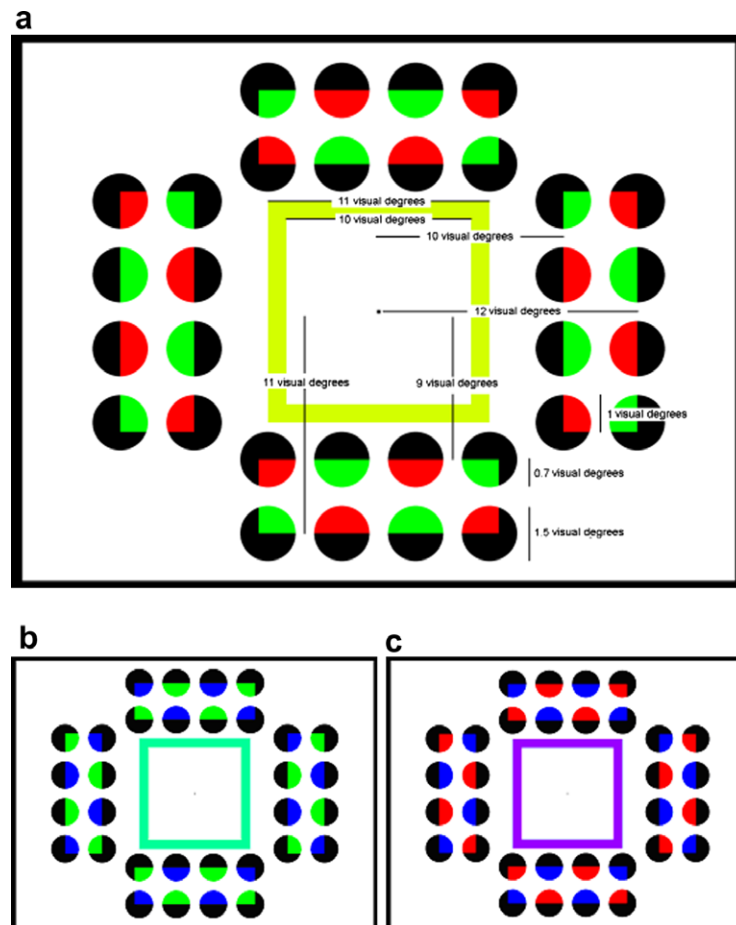 a
11 visual degrees
10 visual degrees
10 visual degrees
12 visual degrees
11 visual degrees
9 visual degrees
1 visual degrees
0.7 visual degrees
1.5 visual degrees
b
c